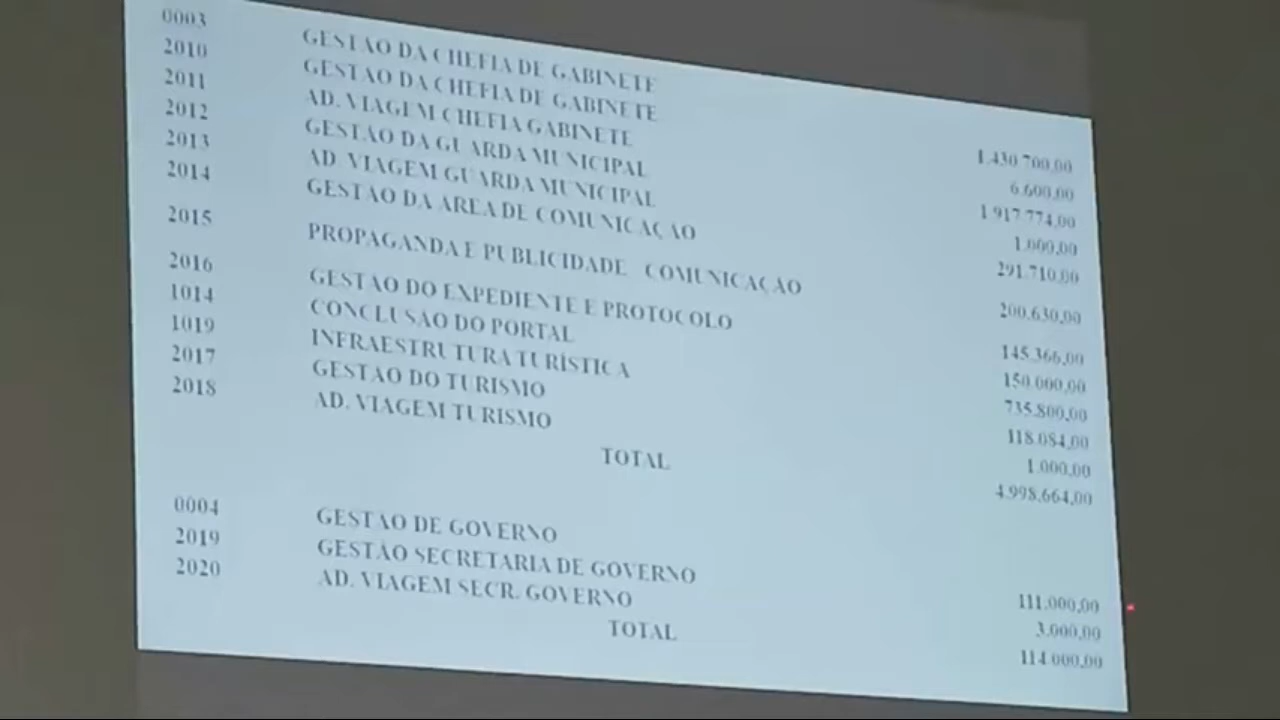 0003 GESTÃO DA CHEFIA DE GABINETE
2010 GESTÃO DA CHEFIA DE GABINETE 1.430.700,00
2011 AD. VIAGEM CHEFIA GABINETE 6.600,00
2012 GESTÃO DA GUARDA MUNICIPAL 1.917.774,00
2013 AD. VIAGEM GUARDA MUNICIPAL 1.000,00
2014 GESTÃO DA ÁREA DE COMUNICAÇÃO 291.710,00
2015 PROPAGANDA E PUBLICIDADE COMUNICAÇÃO 200.630,00
2016 GESTÃO DO EXPEDIENTE E PROTOCOLO 145.366,00
1014 CONCLUSÃO DO PORTAL 150.000,00
1019 INFRAESTRUTURA TURÍSTICA 735.800,00
2017 GESTÃO DO TURISMO 118.084,00
2018 AD. VIAGEM TURISMO 1.000,00
TOTAL 4.998.664,00
0004 GESTÃO DE GOVERNO
2019 GESTÃO SECRETARIA DE GOVERNO 111.000,00
2020 AD. VIAGEM SECR. GOVERNO 3.000,00
TOTAL 114.000,00